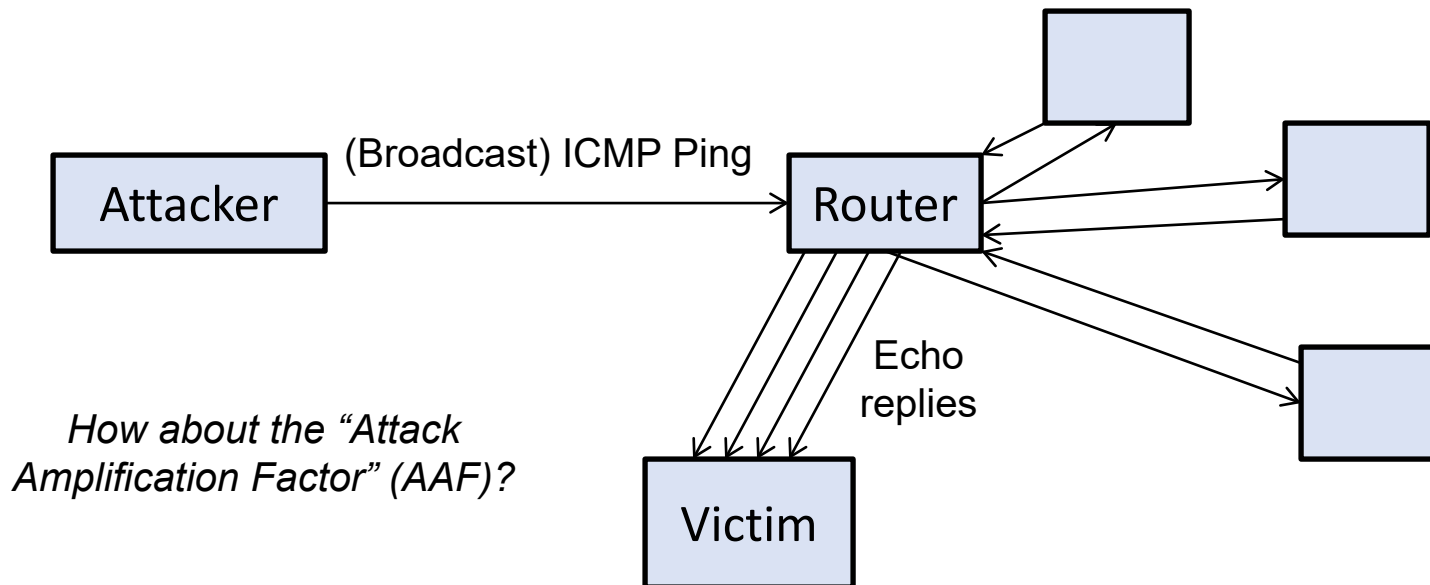 (Broadcast) ICMP Ping
Attacker
Router
Echo
replies
How about the “Attack
Amplification Factor” (AAF)?
Victim